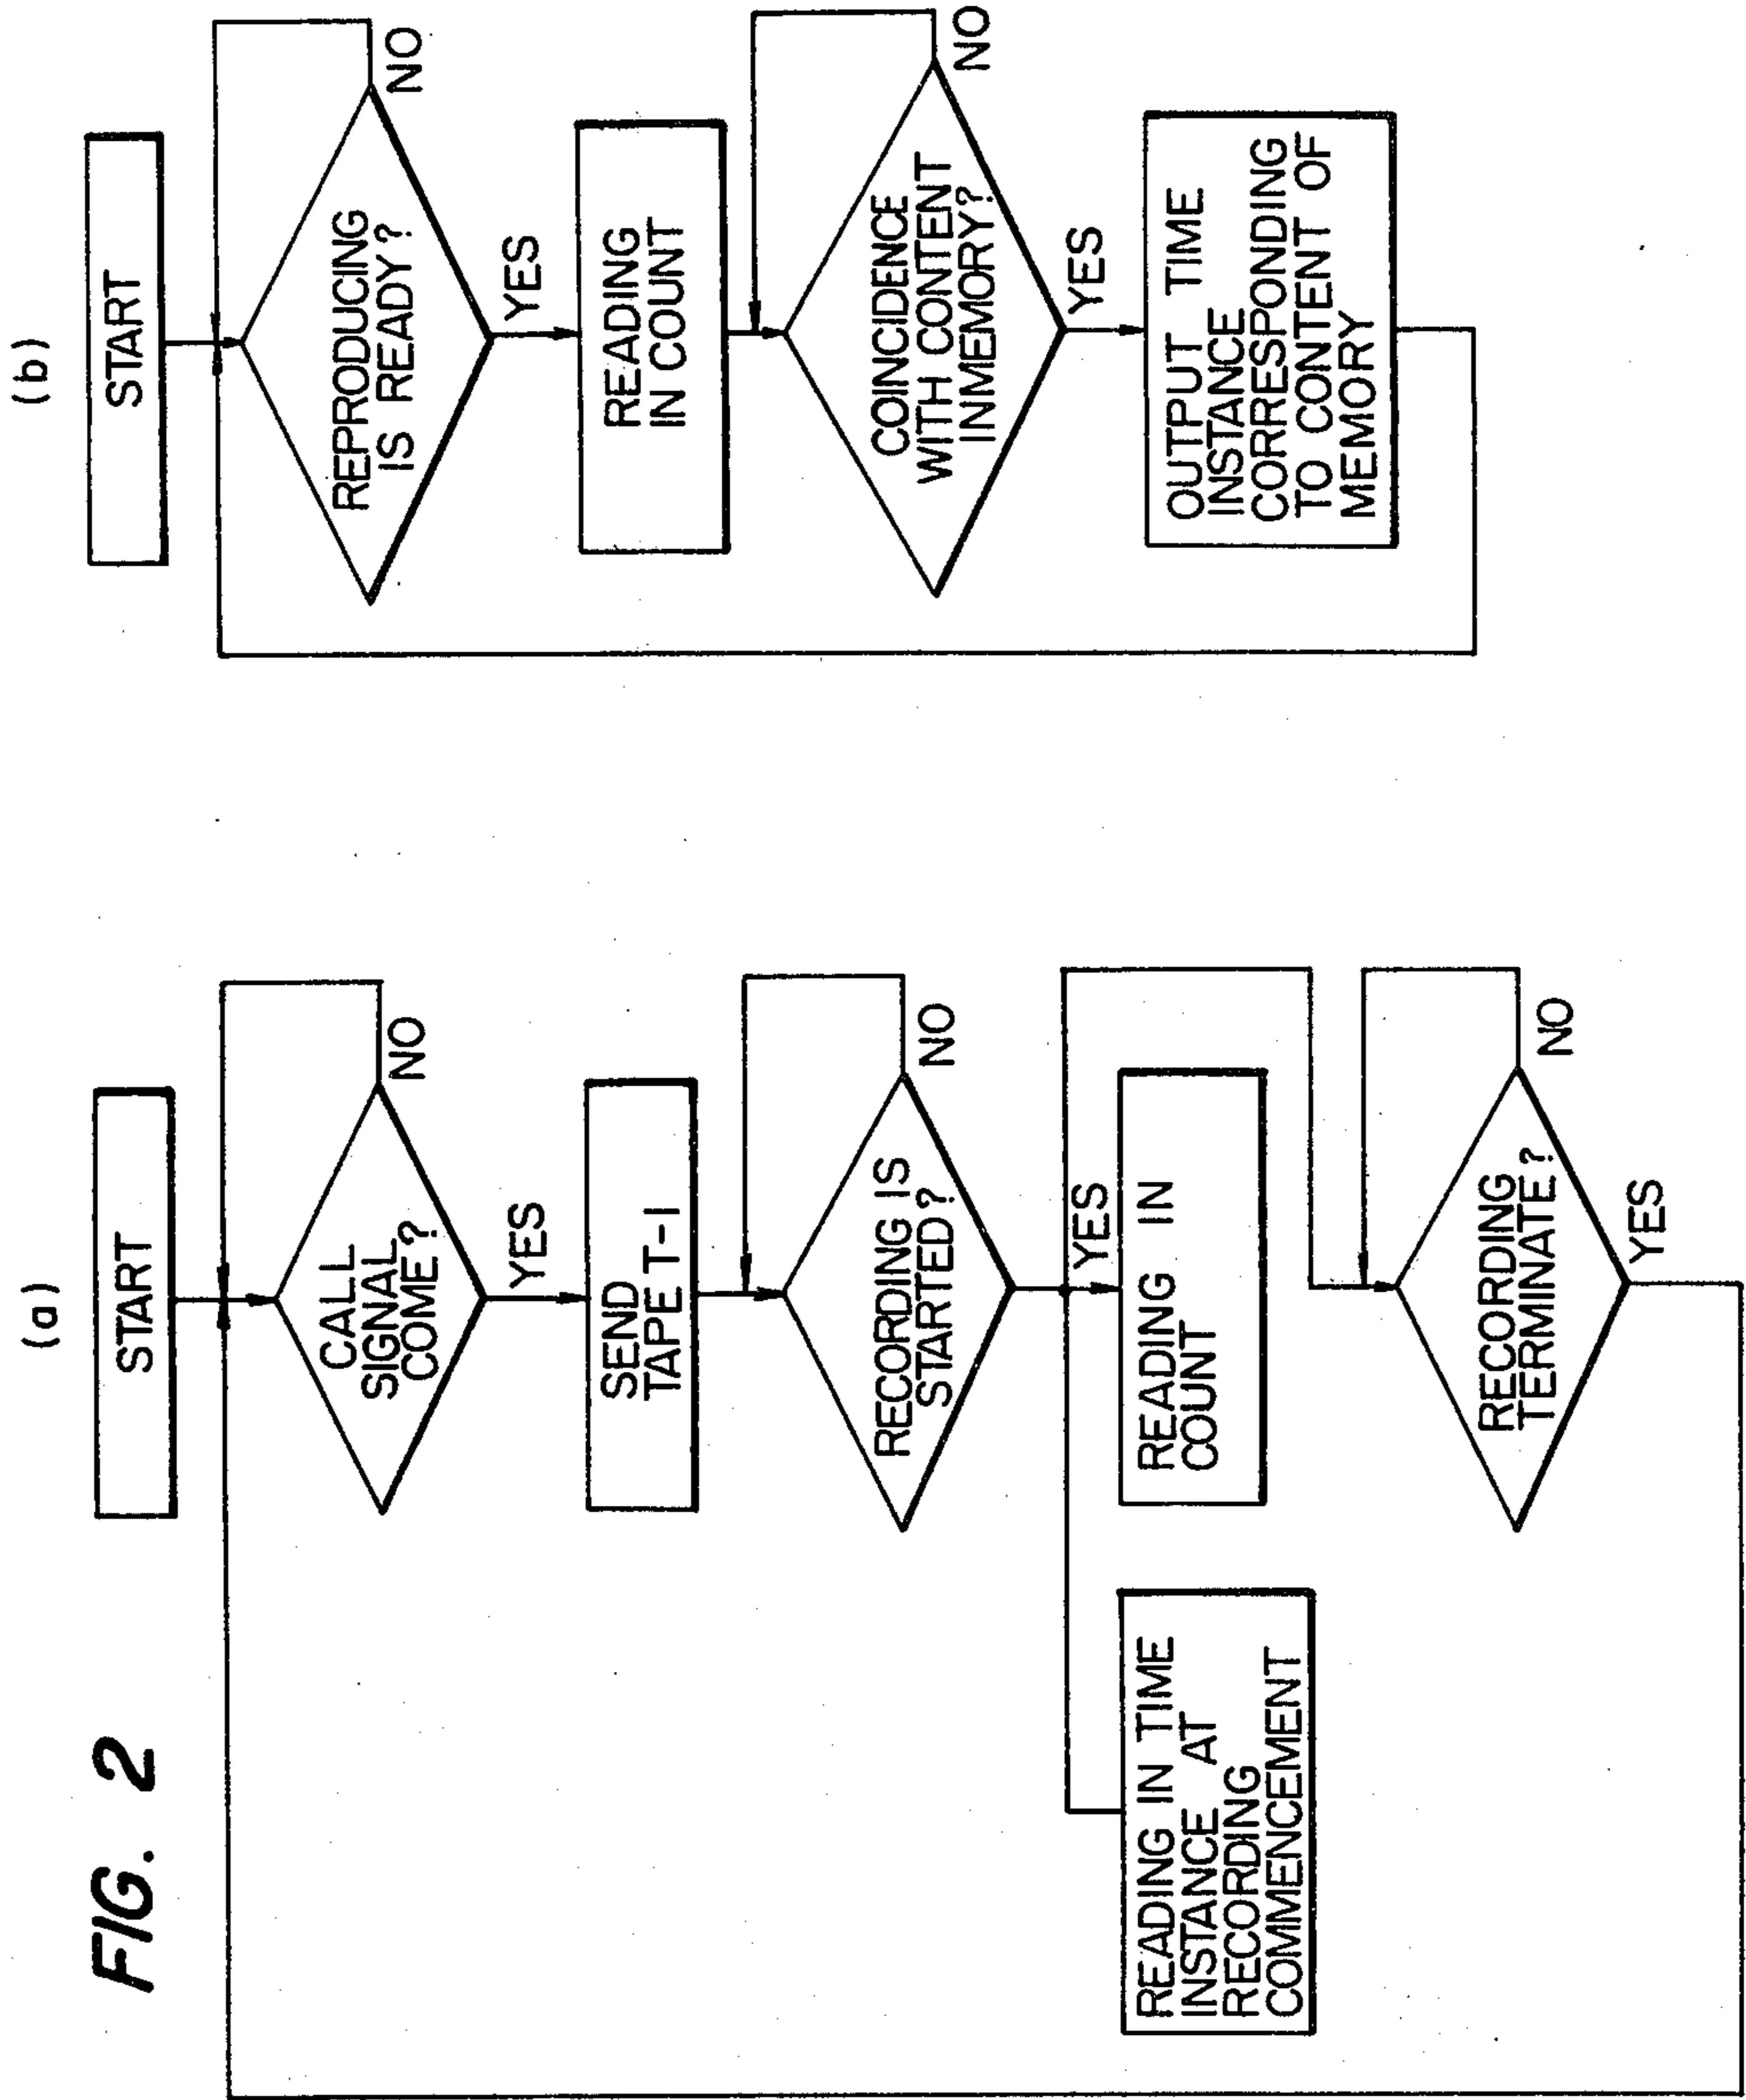 FIG. 2
(a)
START
CALL
SIGNAL
COME?
NO
YES
SEND
TAPE T-1
RECORDING IS
STARTED?
NO
YES
READING IN TIME
INSTANCE AT
RECORDING
COMMENCEMENT
READING IN
COUNT
RECORDING
TERMINATE?
NO
YES
(b)
START
REPRODUCING
IS READY?
NO
YES
READING
IN COUNT
COINCIDENCE
WITH CONTENT
INMEMORY?
NO
YES
OUTPUT TIME
INSTANCE
CORRESPONDING
TO CONTENT OF
MEMORY